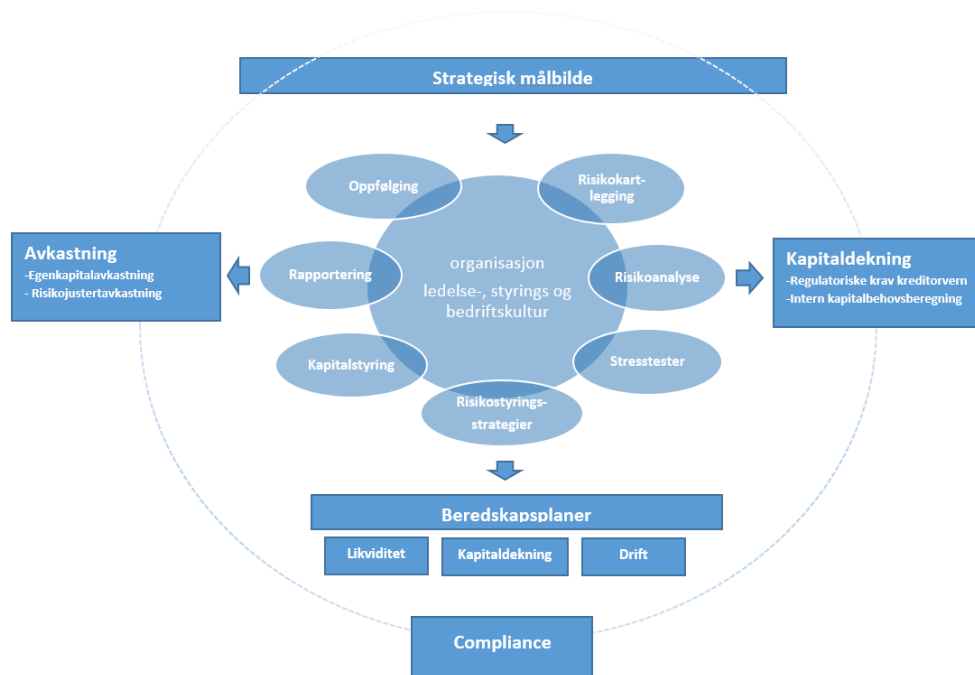 Strategisk målbilde
Oppfølging
Risikokart-
legging
Avkastning
-Egenkapitalavkastning
- Risikojustertavkastning
Rapportering
organisasjon
ledelse-, styrings og
bedriftskultur
Risikoanalyse
Kapitaldekning
-Regulatoriske krav kreditorvern
-Intern kapitalbehovsberegning
Kapitalstyring
Stresstester
Risikostyrings-
strategier
Beredskapsplaner
Likviditet
Kapitaldekning
Drift
Compliance